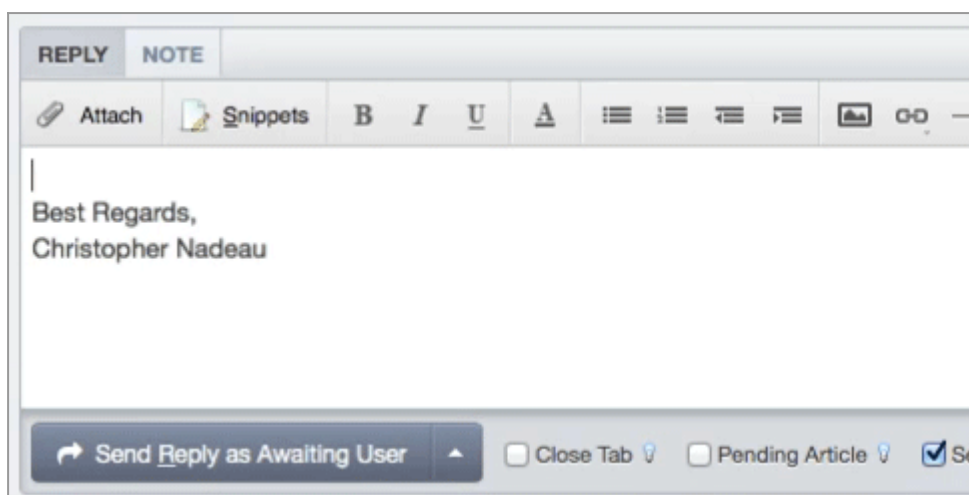 REPLY NOTE
Attach Snippets B I U A
Best Regards,
Christopher Nadeau
Send Reply as Awaiting User Close Tab Pending Article